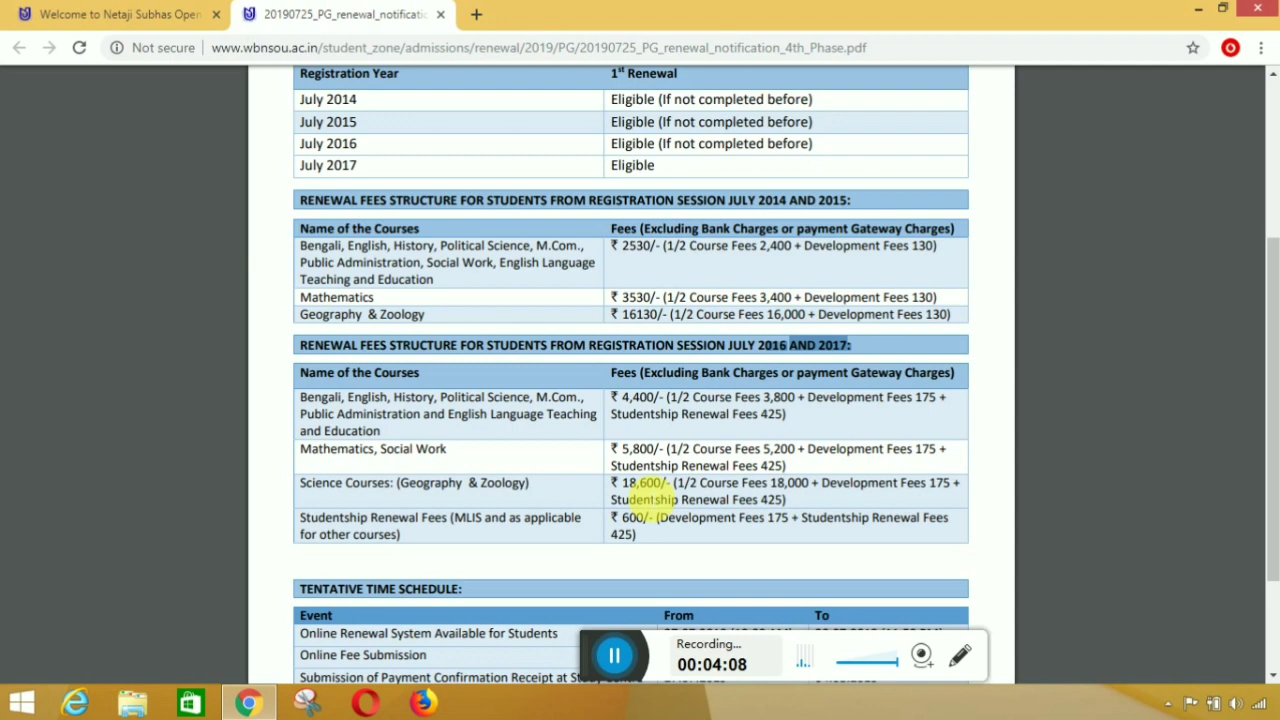 Welcome to Netaji Subhas Open
20190725_PG_renewal_notificatio
Not secure
www.wbnsou.ac.in/student_zone/admissions/renewal/2019/PG/20190725_PG_renewal_notification_4th_Phase.pdf
Registration Year 1st Renewal
July 2014 Eligible (If not completed before)
July 2015 Eligible (If not completed before)
July 2016 Eligible (If not completed before)
July 2017 Eligible
RENEWAL FEES STRUCTURE FOR STUDENTS FROM REGISTRATION SESSION JULY 2014 AND 2015:
Name of the Courses Fees (Excluding Bank Charges or payment Gateway Charges)
Bengali, English, History, Political Science, M.Com., ₹ 2530/- (1/2 Course Fees 2,400 + Development Fees 130)
Public Administration, Social Work, English Language
Teaching and Education
Mathematics ₹ 3530/- (1/2 Course Fees 3,400 + Development Fees 130)
Geography & Zoology ₹ 16130/- (1/2 Course Fees 16,000 + Development Fees 130)
RENEWAL FEES STRUCTURE FOR STUDENTS FROM REGISTRATION SESSION JULY 2016 AND 2017:
Name of the Courses Fees (Excluding Bank Charges or payment Gateway Charges)
Bengali, English, History, Political Science, M.Com., ₹ 4,400/- (1/2 Course Fees 3,800 + Development Fees 175 +
Public Administration and English Language Teaching Studentship Renewal Fees 425)
and Education
Mathematics, Social Work ₹ 5,800/- (1/2 Course Fees 5,200 + Development Fees 175 +
Studentship Renewal Fees 425)
Science Courses: (Geography & Zoology) ₹ 18,600/- (1/2 Course Fees 18,000 + Development Fees 175 +
Studentship Renewal Fees 425)
Studentship Renewal Fees (MLIS and as applicable ₹ 600/- (Development Fees 175 + Studentship Renewal Fees
for other courses) 425)
TENTATIVE TIME SCHEDULE:
Event From To
Online Renewal System Available for Students
Online Fee Submission
Submission of Payment Confirmation Receipt at Study
Recording...
00:04:08